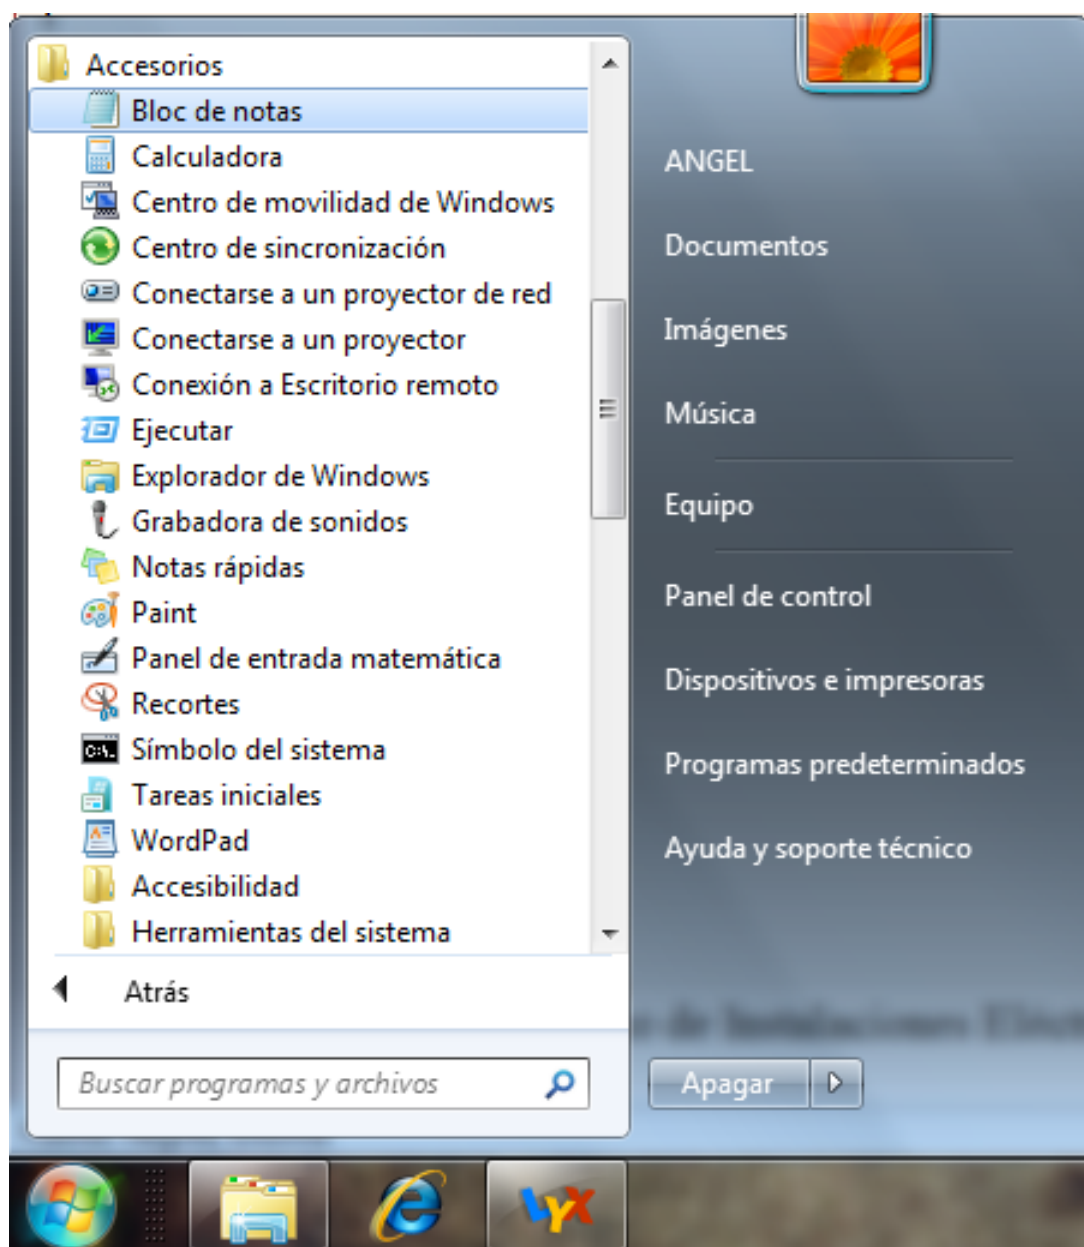 Accesorios
Bloc de notas
Calculadora
Centro de movilidad de Windows
Centro de sincronización
Conectarse a un proyector de red
Conectarse a un proyector
Conexión a Escritorio remoto
Ejecutar
Explorador de Windows
Grabadora de sonidos
Notas rápidas
Paint
Panel de entrada matemática
Recortes
Símbolo del sistema
Tareas iniciales
WordPad
Accesibilidad
Herramientas del sistema
Atrás
Buscar programas y archivos
ANGEL
Documentos
Imágenes
Música
Equipo
Panel de control
Dispositivos e impresoras
Programas predeterminados
Ayuda y soporte técnico
de Instalaciones
Apagar
LYX